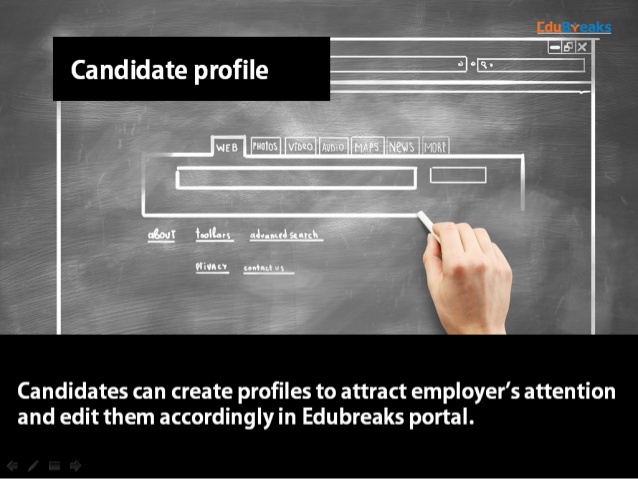 EduBreaks
Candidate profile
WEB PHOTOS VIDEO AUDIO MAPS NEWS MORE
about toolbars advanced search
PRIVACY contact us
Candidates can create profiles to attract employer's attention
and edit them accordingly in Edubreaks portal.